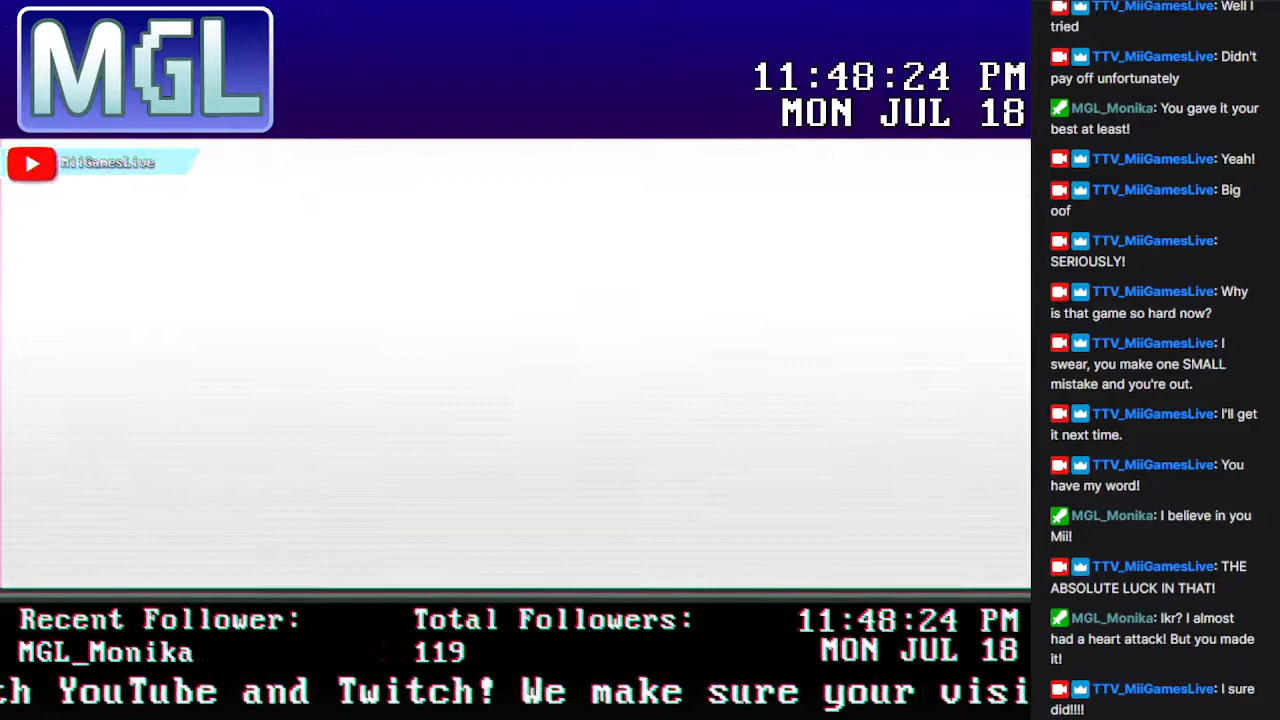 MGL
11:48:24 PM
MON JUL 18
MiiGamesLive
Recent Follower:
MGL_Monika
Total Followers:
119
11:48:24 PM
MON JUL 18
th YouTube and Twitch! We make sure your visi
TTV_MiiGamesLive: Well I
tried
TTV_MiiGamesLive: Didn't
pay off unfortunately
MGL_Monika: You gave it your
best at least!
TTV_MiiGamesLive: Yeah!
TTV_MiiGamesLive: Big
oof
TTV_MiiGamesLive:
SERIOUSLY!
TTV_MiiGamesLive: Why
is that game so hard now?
TTV_MiiGamesLive: I
swear, you make one SMALL
mistake and you're out.
TTV_MiiGamesLive: I'll get
it next time.
TTV_MiiGamesLive: You
have my word!
MGL_Monika: I believe in you
Mii!
TTV_MiiGamesLive: THE
ABSOLUTE LUCK IN THAT!
MGL_Monika: Ikr? I almost
had a heart attack! But you made
it!
TTV_MiiGamesLive: I sure
did!!!!